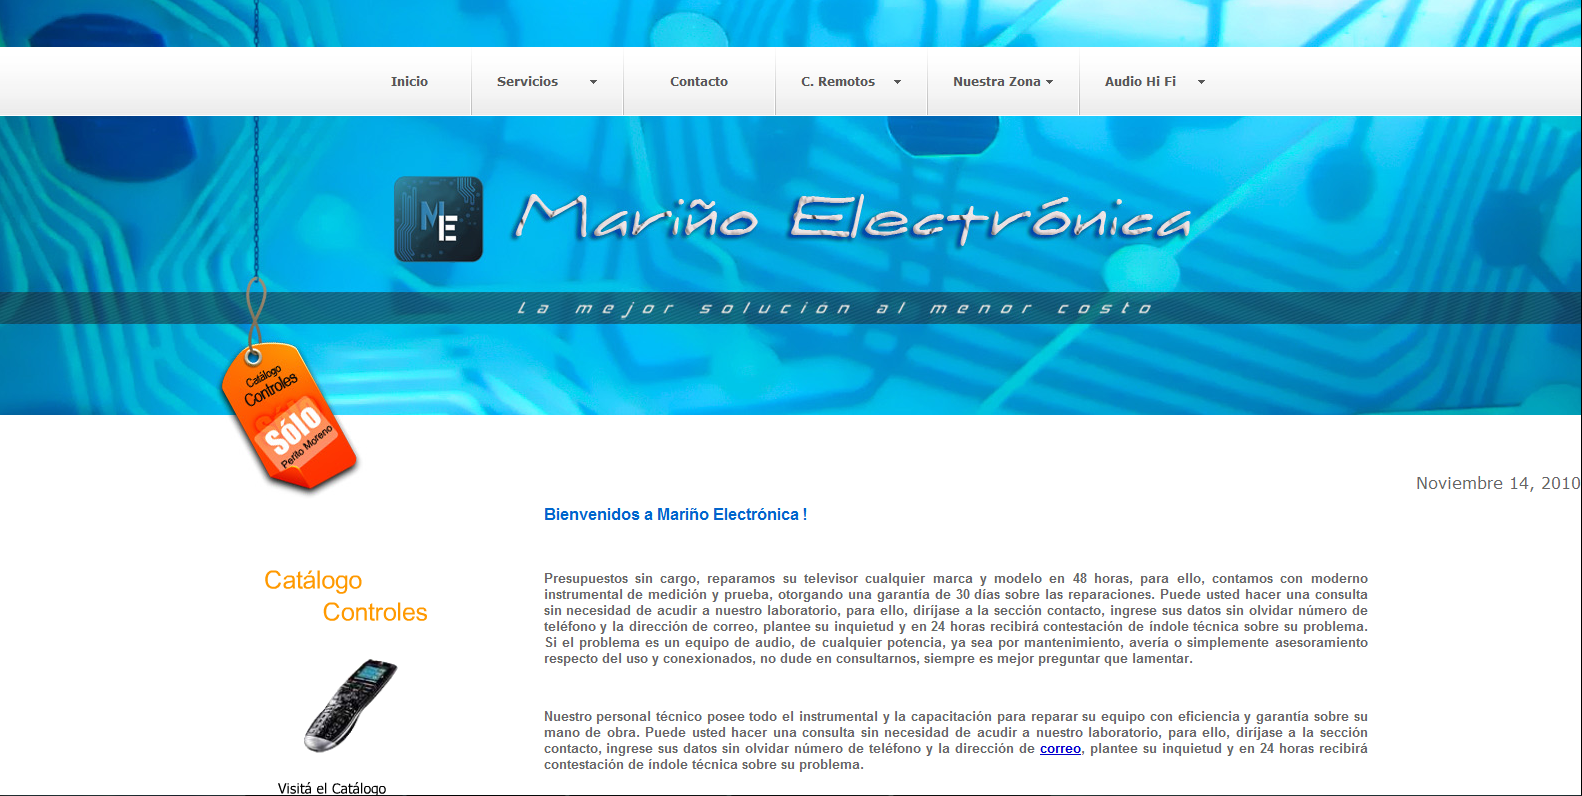 Inicio
Servicios
Contacto
C. Remotos
Nuestra Zona
Audio Hi Fi
ME
Mariño Electrónica
La mejor solución al menor costo
Catálogo
Controles
Sólo
Perito Moreno
Noviembre 14, 2010
Bienvenidos a Mariño Electrónica !
Catálogo
Controles
Presupuestos sin cargo, reparamos su televisor cualquier marca y modelo en 48 horas, para ello, contamos con moderno
instrumental de medición y prueba, otorgando una garantía de 30 días sobre las reparaciones. Puede usted hacer una consulta
sin necesidad de acudir a nuestro laboratorio, para ello, diríjase a la sección contacto, ingrese sus datos sin olvidar número de
teléfono y la dirección de correo, plantee su inquietud y en 24 horas recibirá contestación de índole técnica sobre su problema.
Si el problema es un equipo de audio, de cualquier potencia, ya sea por mantenimiento, avería o simplemente asesoramiento
respecto del uso y conexionados, no dude en consultarnos, siempre es mejor preguntar que lamentar.
Nuestro personal técnico posee todo el instrumental y la capacitación para reparar su equipo con eficiencia y garantía sobre su
mano de obra. Puede usted hacer una consulta sin necesidad de acudir a nuestro laboratorio, para ello, diríjase a la sección
contacto, ingrese sus datos sin olvidar número de teléfono y la dirección de correo, plantee su inquietud y en 24 horas recibirá
contestación de índole técnica sobre su problema.
Visitá el Catálogo